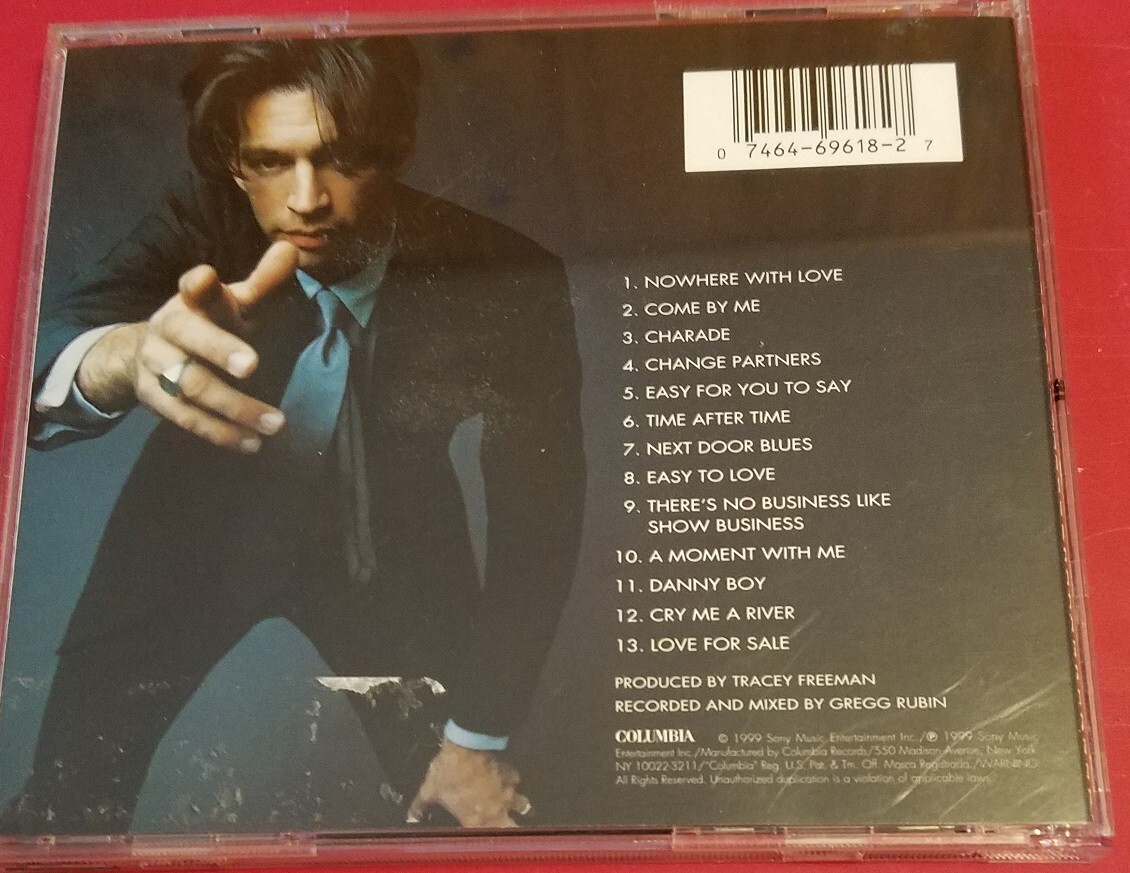 0 7464-69618-2 7
1. NOWHERE WITH LOVE
2. COME BY ME
3. CHARADE
4. CHANGE PARTNERS
5. EASY FOR YOU TO SAY
6. TIME AFTER TIME
7. NEXT DOOR BLUES
8. EASY TO LOVE
9. THERE'S NO BUSINESS LIKE
SHOW BUSINESS
10. A MOMENT WITH ME
11. DANNY BOY
12. CRY ME A RIVER
13. LOVE FOR SALE
PRODUCED BY TRACEY FREEMAN
RECORDED AND MIXED BY GREGG RUBIN
COLUMBIA © 1999 Sony Music Entertainment Inc./℗ 1999 Sony Music
Entertainment Inc./Manufactured by Columbia Records/550 Madison Avenue, New York
NY 10022-3211/"Columbia" Reg. U.S. Pat. & Tm. Off. Marca Registrada./WARNING:
All Rights Reserved. Unauthorized duplication is a violation of applicable laws.